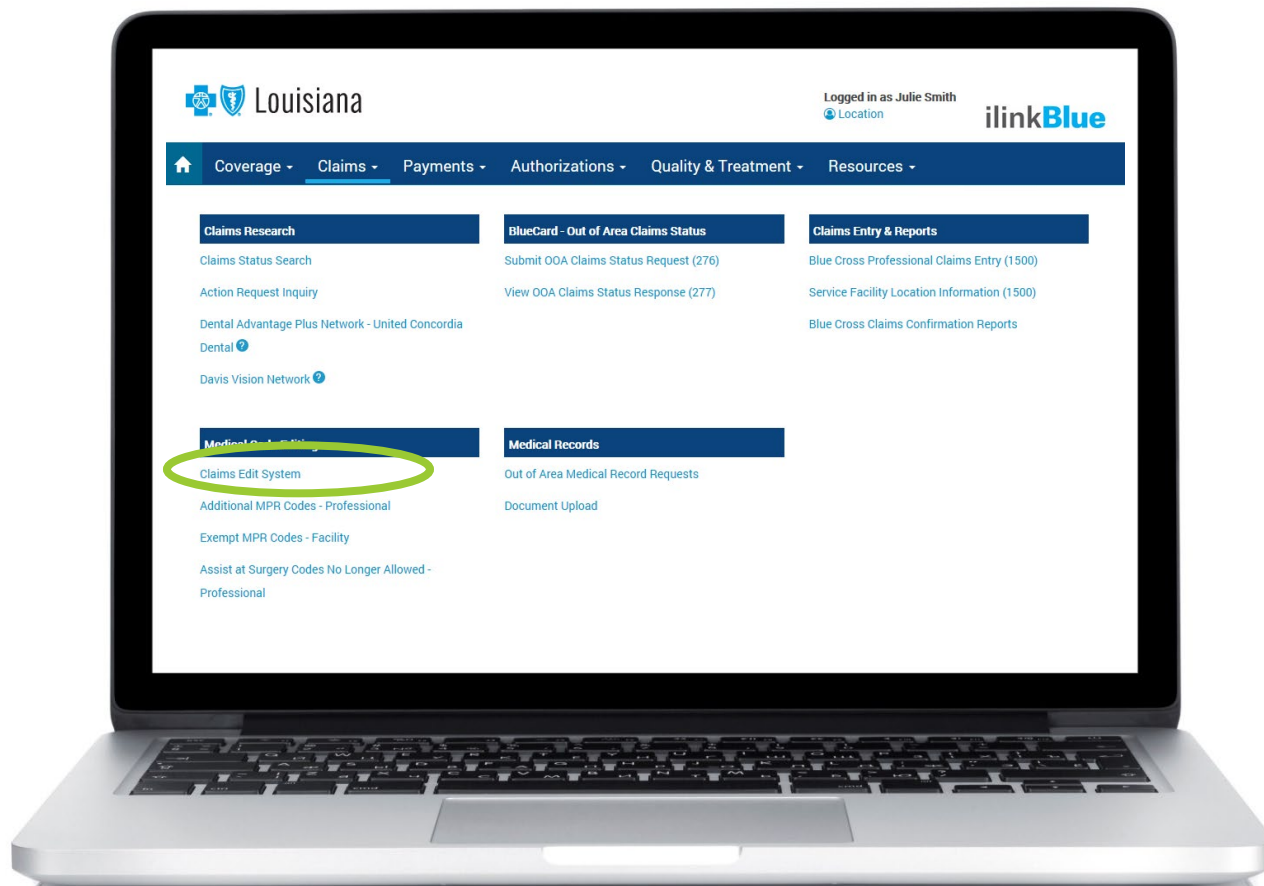 Louisiana
Logged in as Julie Smith
Location
ilinkBlue
Coverage Claims Payments Authorizations Quality & Treatment Resources
Claims Research
Claims Status Search
Action Request Inquiry
Dental Advantage Plus Network - United Concordia
Dental ?
Davis Vision Network ?
BlueCard - Out of Area Claims Status
Submit OOA Claims Status Request (276)
View OOA Claims Status Response (277)
Claims Entry & Reports
Blue Cross Professional Claims Entry (1500)
Service Facility Location Information (1500)
Blue Cross Claims Confirmation Reports
Medical Code Editing
Claims Edit System
Additional MPR Codes - Professional
Exempt MPR Codes - Facility
Assist at Surgery Codes No Longer Allowed -
Professional
Medical Records
Out of Area Medical Record Requests
Document Upload